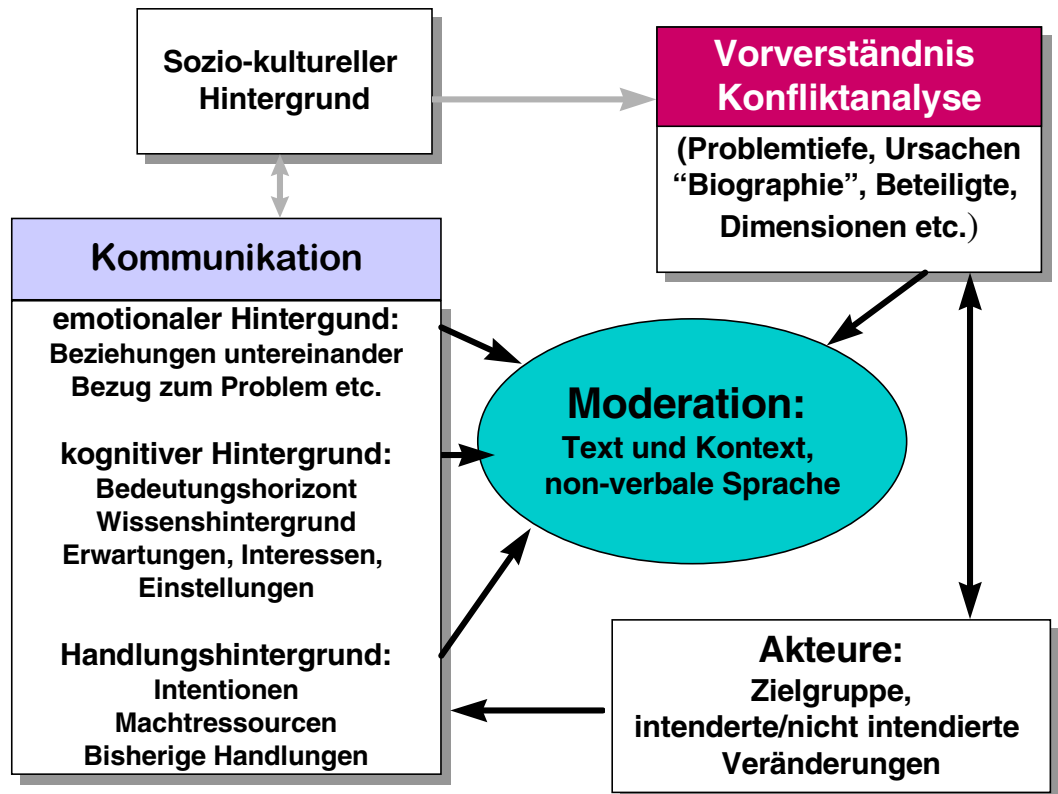 Sozio-kultureller
Hintergrund
Vorverständnis
Konfliktanalyse
(Problemtiefe, Ursachen
“Biographie”, Beteiligte,
Dimensionen etc.)
Kommunikation
emotionaler Hintergund:
Beziehungen untereinander
Bezug zum Problem etc.
kognitiver Hintergrund:
Bedeutungshorizont
Wissenshintergrund
Erwartungen, Interessen,
Einstellungen
Handlungshintergrund:
Intentionen
Machtressourcen
Bisherige Handlungen
Moderation:
Text und Kontext,
non-verbale Sprache
Akteure:
Zielgruppe,
intenderte/nicht intendierte
Veränderungen